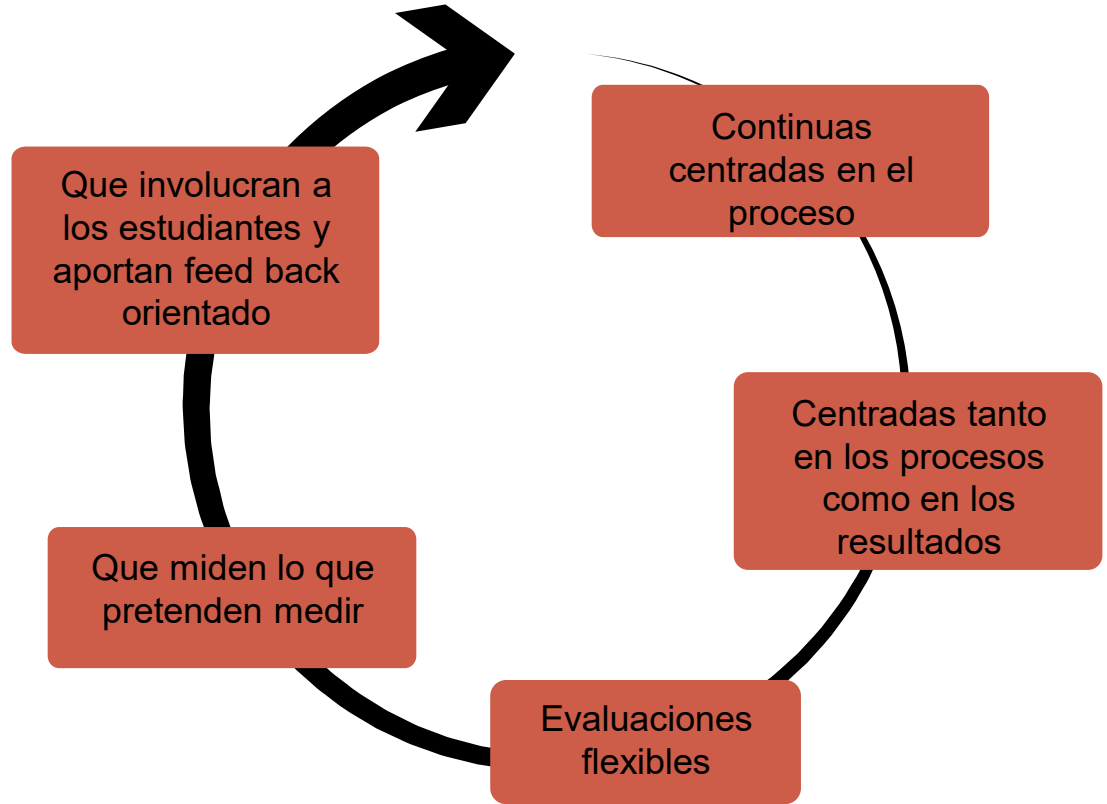 Continuas
centradas en el
proceso
Centradas tanto
en los procesos
como en los
resultados
Evaluaciones
flexibles
Que miden lo que
pretenden medir
Que involucran a
los estudiantes y
aportan feed back
orientado